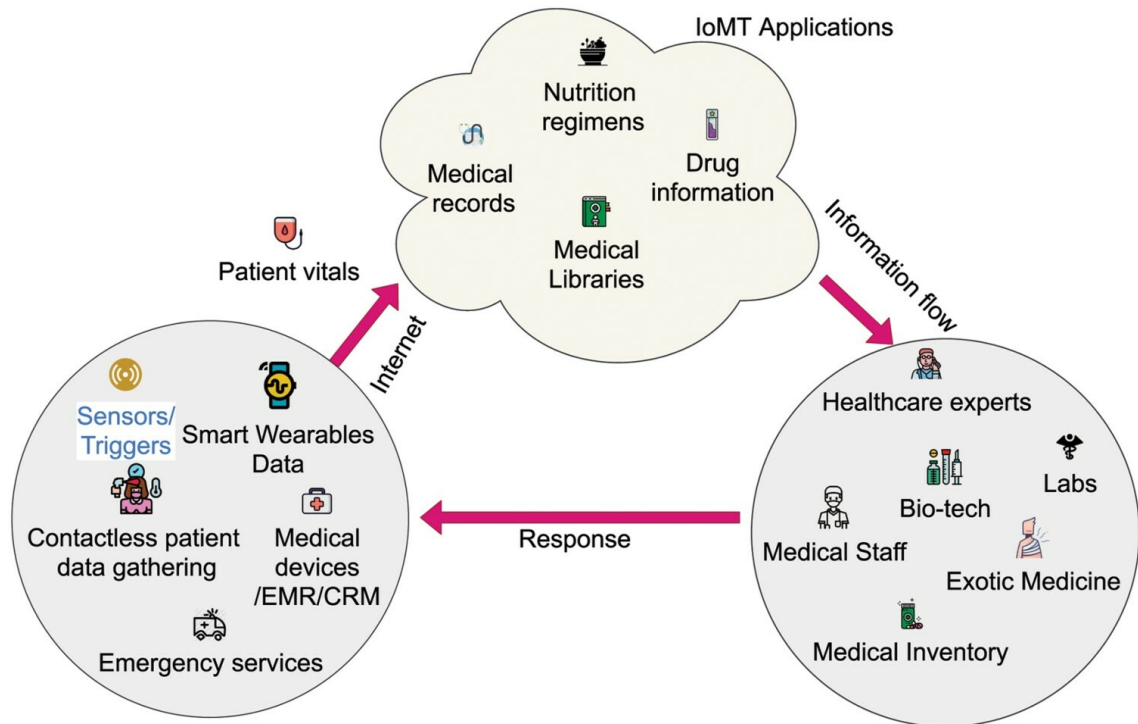 IoMT Applications
Nutrition
regimens
Medical
records
Drug
information
Medical
Libraries
Patient vitals
Internet
Information flow
Sensors/
Triggers
Smart Wearables
Data
Contactless patient
data gathering
Medical
devices
/EMR/CRM
Emergency services
Response
Healthcare experts
Labs
Bio-tech
Medical Staff
Exotic Medicine
Medical Inventory